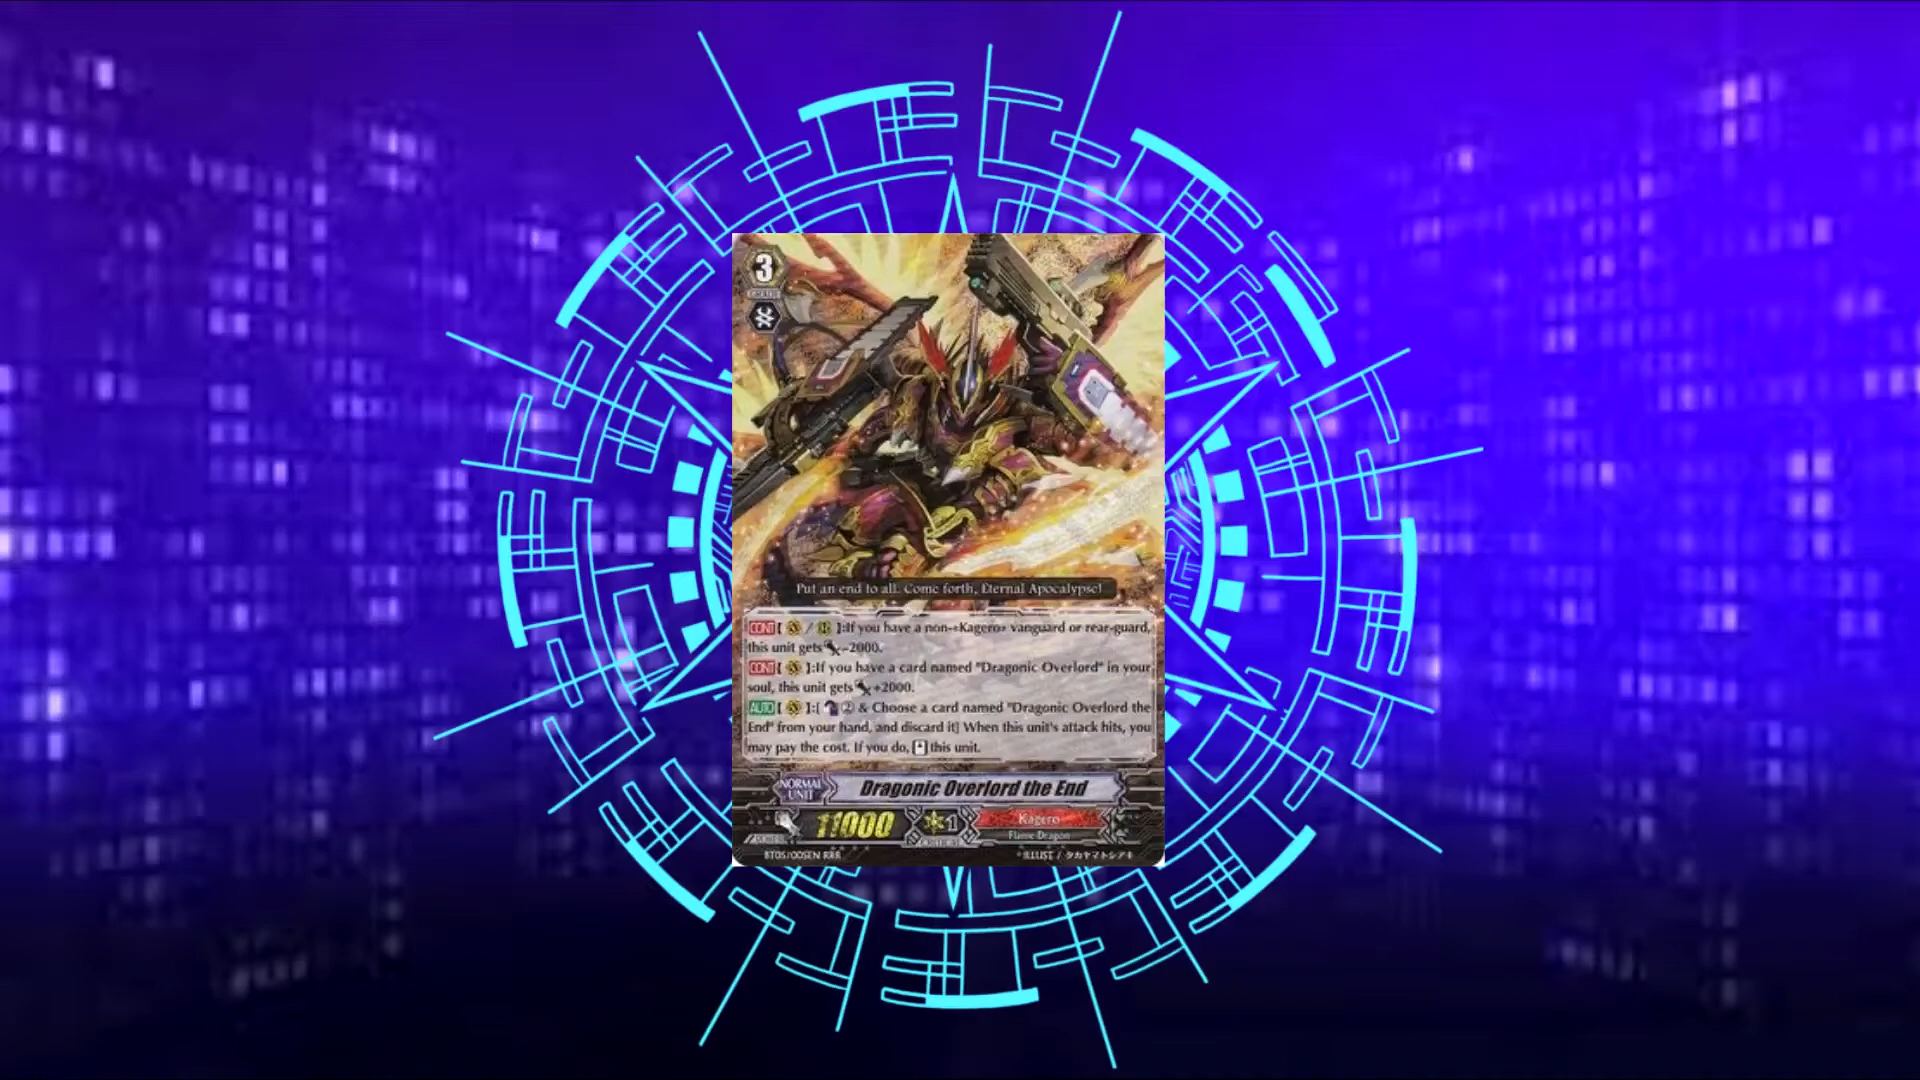 3
GRADE
Put an end to all. Come forth, Eternal Apocalypse!
CONT【 / 】:If you have a non-«Kagero» vanguard or rear-guard,
this unit gets -2000.
CONT【 】:If you have a card named "Dragonic Overlord" in your
soul, this unit gets +2000.
AUTO【 】:[ ② & Choose a card named "Dragonic Overlord the
End" from your hand, and discard it] When this unit's attack hits, you
may pay the cost. If you do, this unit.
NORMAL
UNIT
Dragonic Overlord the End
POWER
11000
1
CRITICAL
Kagero
Flame Dragon
BT05/005EN RRR
ILLUST / タカヤマトシアキ